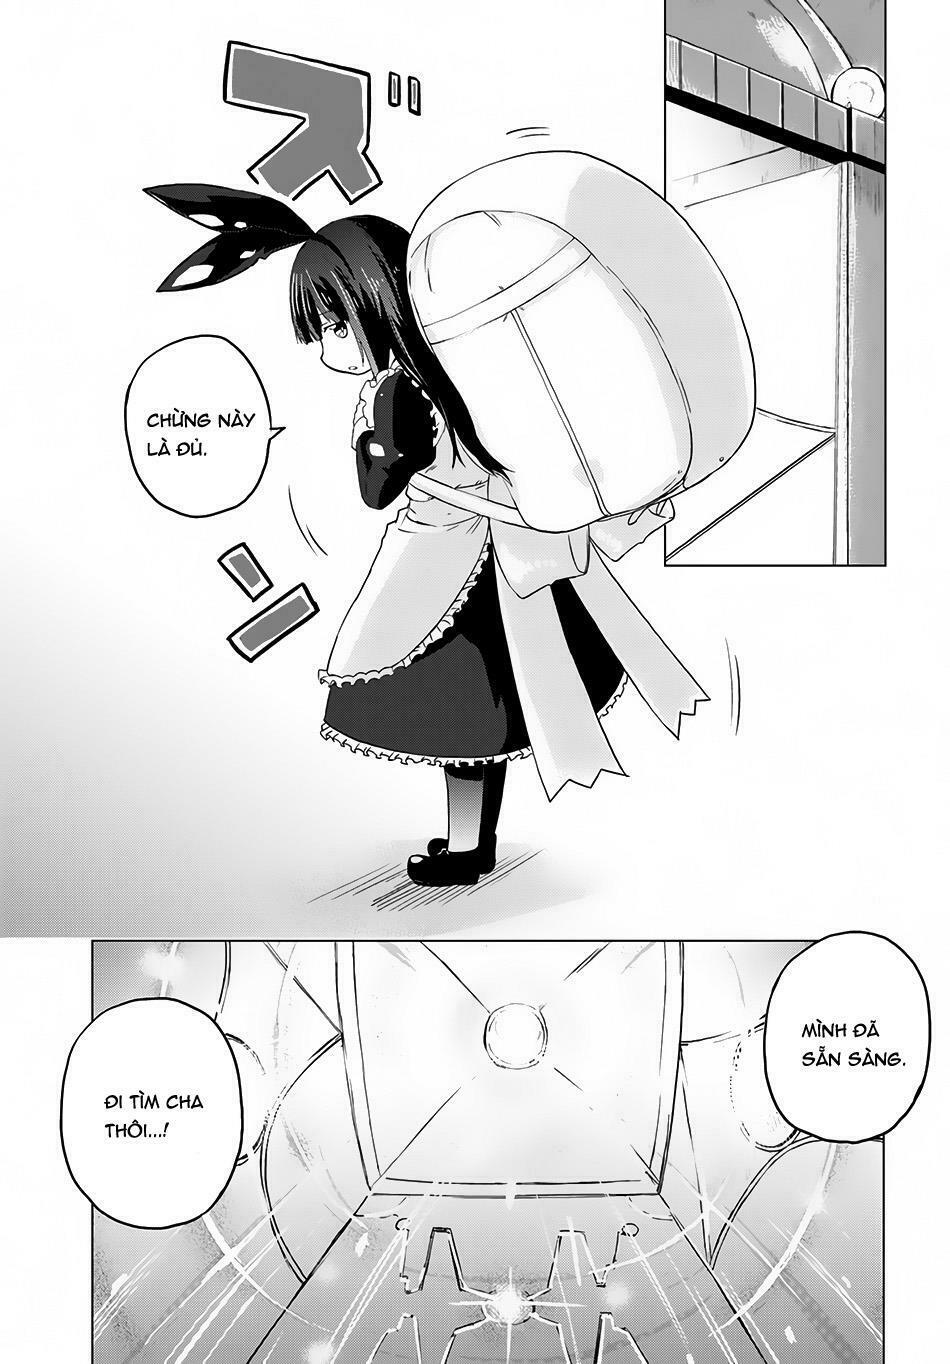 ズン
CHỪNG NÀY
LÀ ĐỦ.
MÌNH ĐÃ
SẴN SÀNG.
ĐI TÌM CHA
THÔI...!